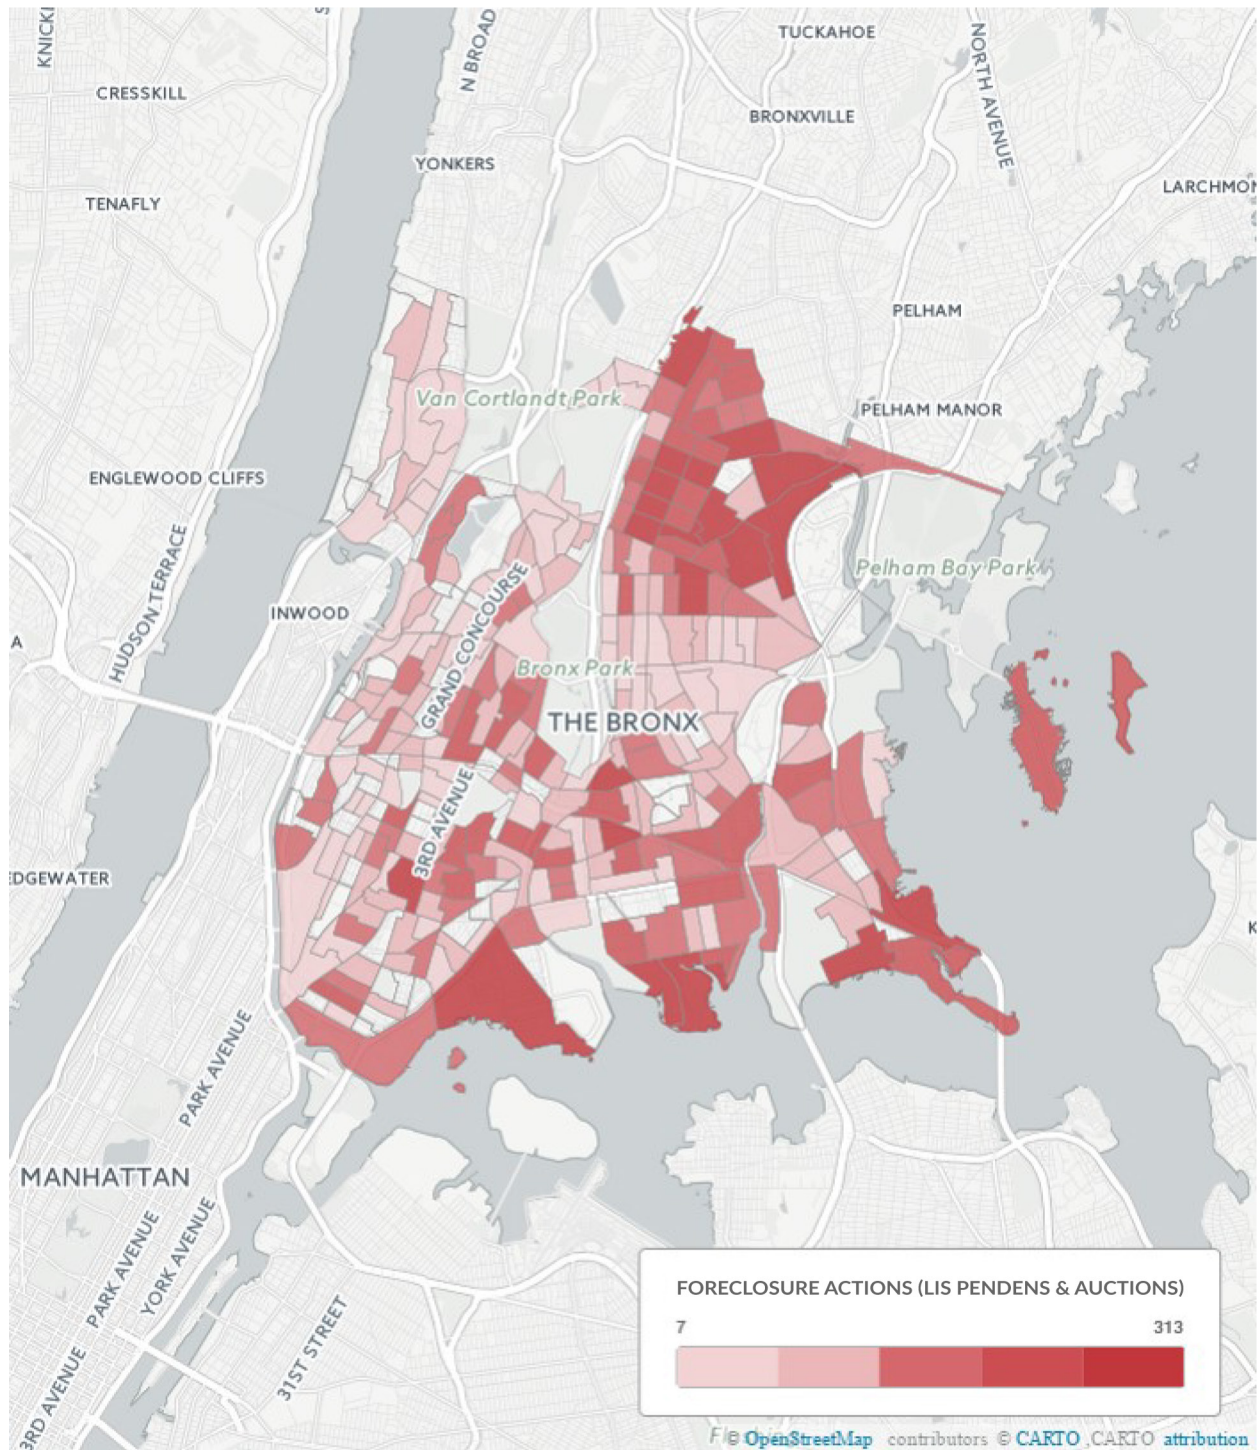 TUCKAHOE
NORTH AVENUE
N BROAD
CRESSKILL
BRONXVILLE
YONKERS
LARCHMON
TENAFLY
PELHAM
Van Cortlandt Park
PELHAM MANOR
ENGLEWOOD CLIFFS
HUDSON TERRACE
Pelham Bay Park
INWOOD
GRAND CONCOURSE
Bronx Park
THE BRONX
3RD AVENUE
EDGEWATER
PARK AVENUE
MANHATTAN
PARK AVENUE
YORK AVENUE
3RD AVENUE
31ST STREET
FORECLOSURE ACTIONS (LIS PENDENS & AUCTIONS)
7 313
© OpenStreetMap contributors © CARTO ,CARTO attribution